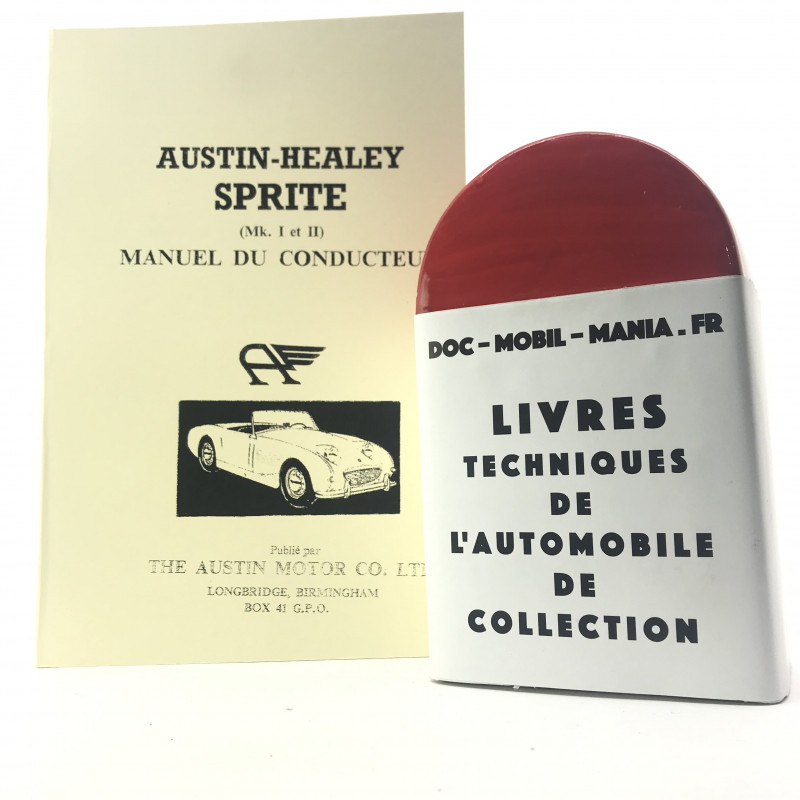 AUSTIN-HEALEY
SPRITE
(Mk. I et II)
MANUEL DU CONDUCTEU
Publié par
THE AUSTIN MOTOR CO. LT
LONGBRIDGE, BIRMINGHAM
BOX 41 G.P.O.
DOC-MOBIL-MANIA.FR
LIVRES
TECHNIQUES
DE
L'AUTOMOBILE
DE
COLLECTION